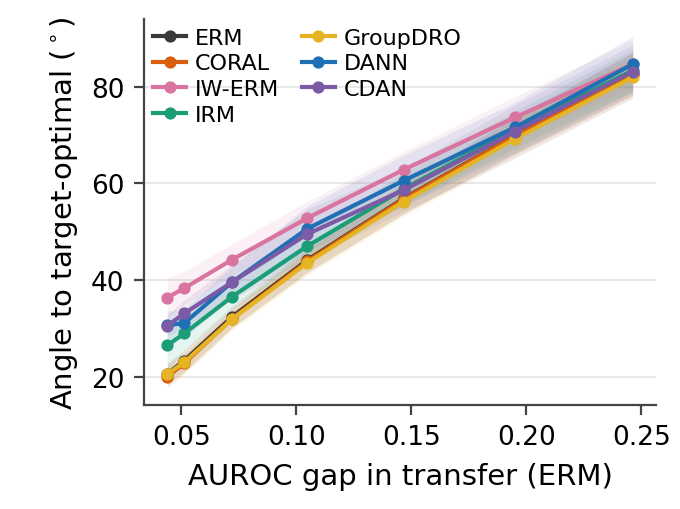 Angle to target-optimal (°)
ERM
CORAL
IW-ERM
IRM
GroupDRO
DANN
CDAN
80
60
40
20
0.05 0.10 0.15 0.20 0.25
AUROC gap in transfer (ERM)